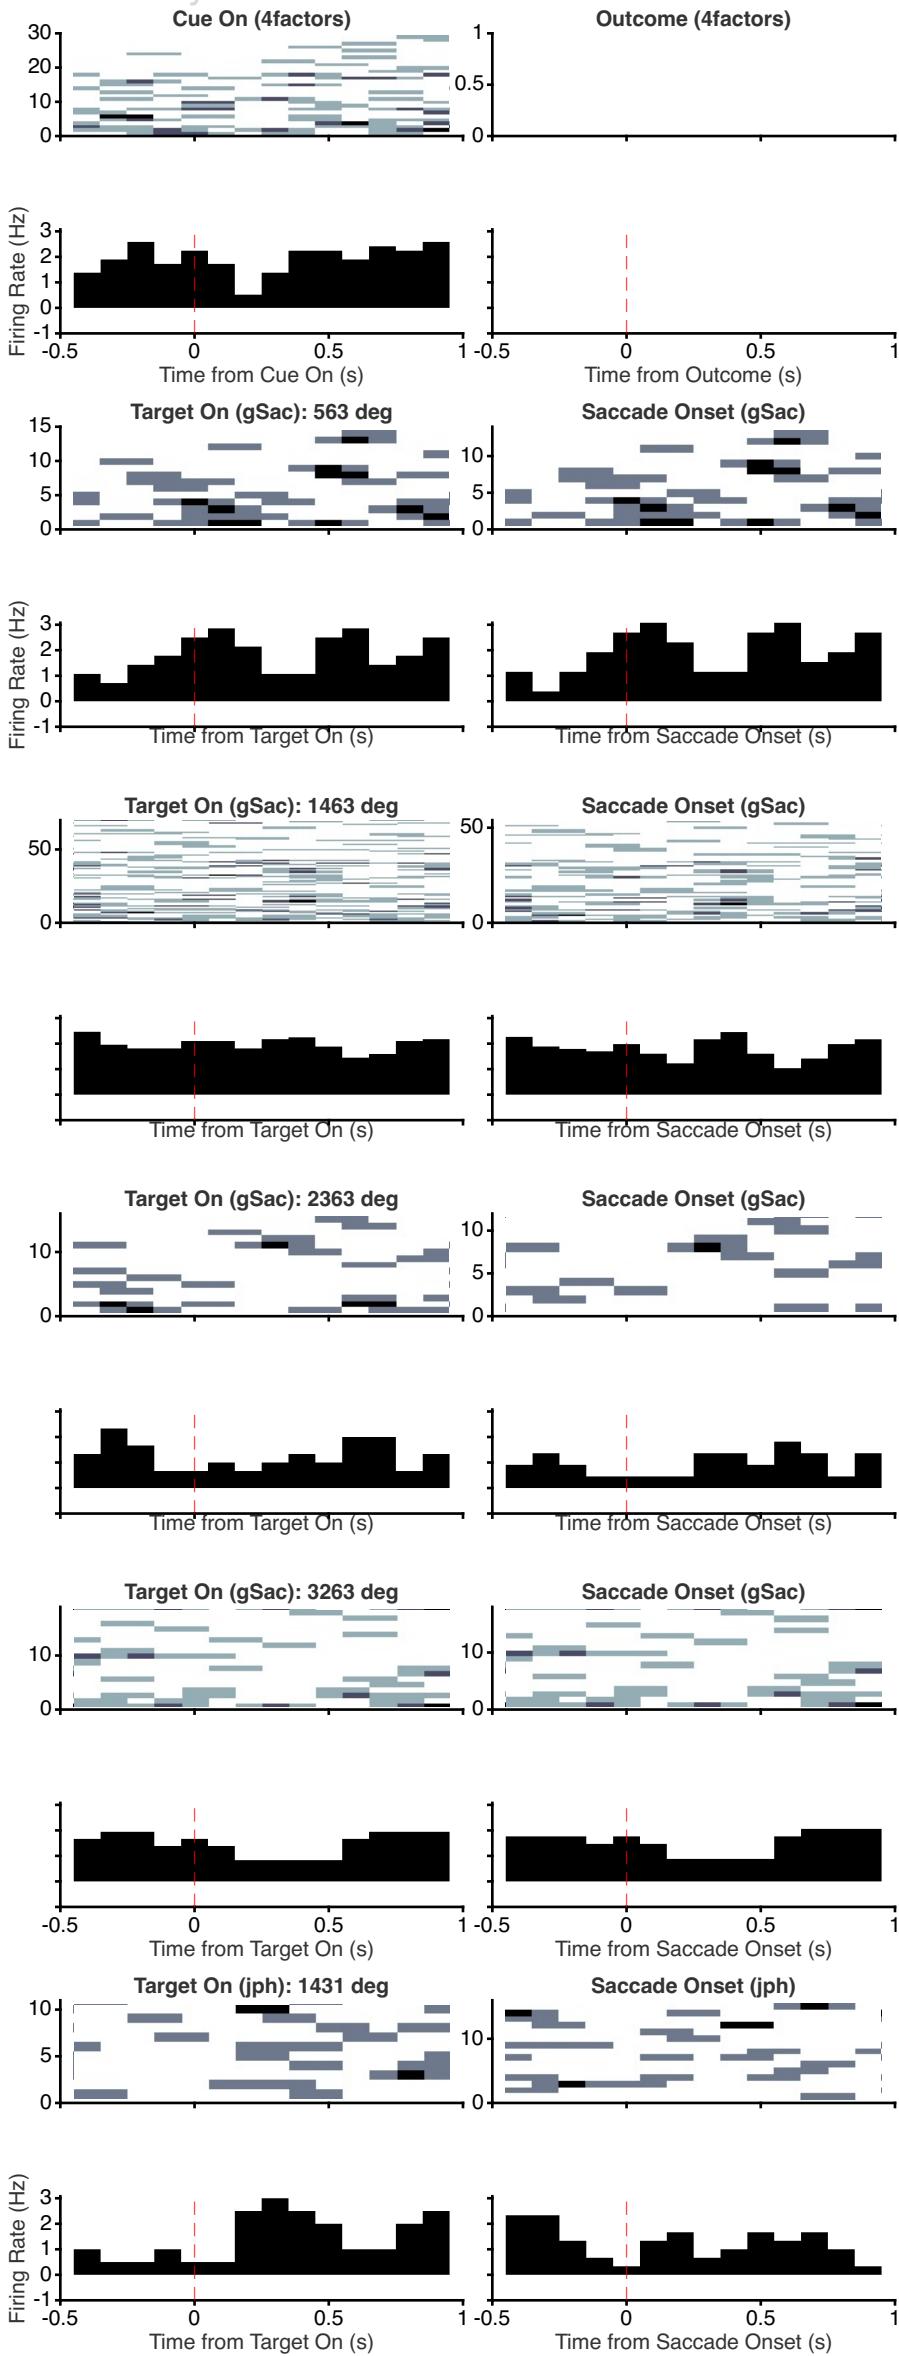 Cue On (4factors)
Outcome (4factors)
30
20
10
0
1
0.5
0
Firing Rate (Hz)
3
2
1
0
-1
-0.5 0 0.5 1
-0.5 0 0.5 1
Time from Cue On (s)
Time from Outcome (s)
Target On (gSac): 563 deg
Saccade Onset (gSac)
15
10
5
0
10
5
0
Firing Rate (Hz)
3
2
1
0
-1
Time from Target On (s)
Time from Saccade Onset (s)
Target On (gSac): 1463 deg
Saccade Onset (gSac)
50
0
50
0
Time from Target On (s)
Time from Saccade Onset (s)
Target On (gSac): 2363 deg
Saccade Onset (gSac)
10
0
10
5
0
Time from Target On (s)
Time from Saccade Onset (s)
Target On (gSac): 3263 deg
Saccade Onset (gSac)
10
0
10
0
-0.5 0 0.5 1
-0.5 0 0.5 1
Time from Target On (s)
Time from Saccade Onset (s)
Target On (jph): 1431 deg
Saccade Onset (jph)
10
5
0
10
0
Firing Rate (Hz)
3
2
1
0
-1
-0.5 0 0.5 1
-0.5 0 0.5 1
Time from Target On (s)
Time from Saccade Onset (s)